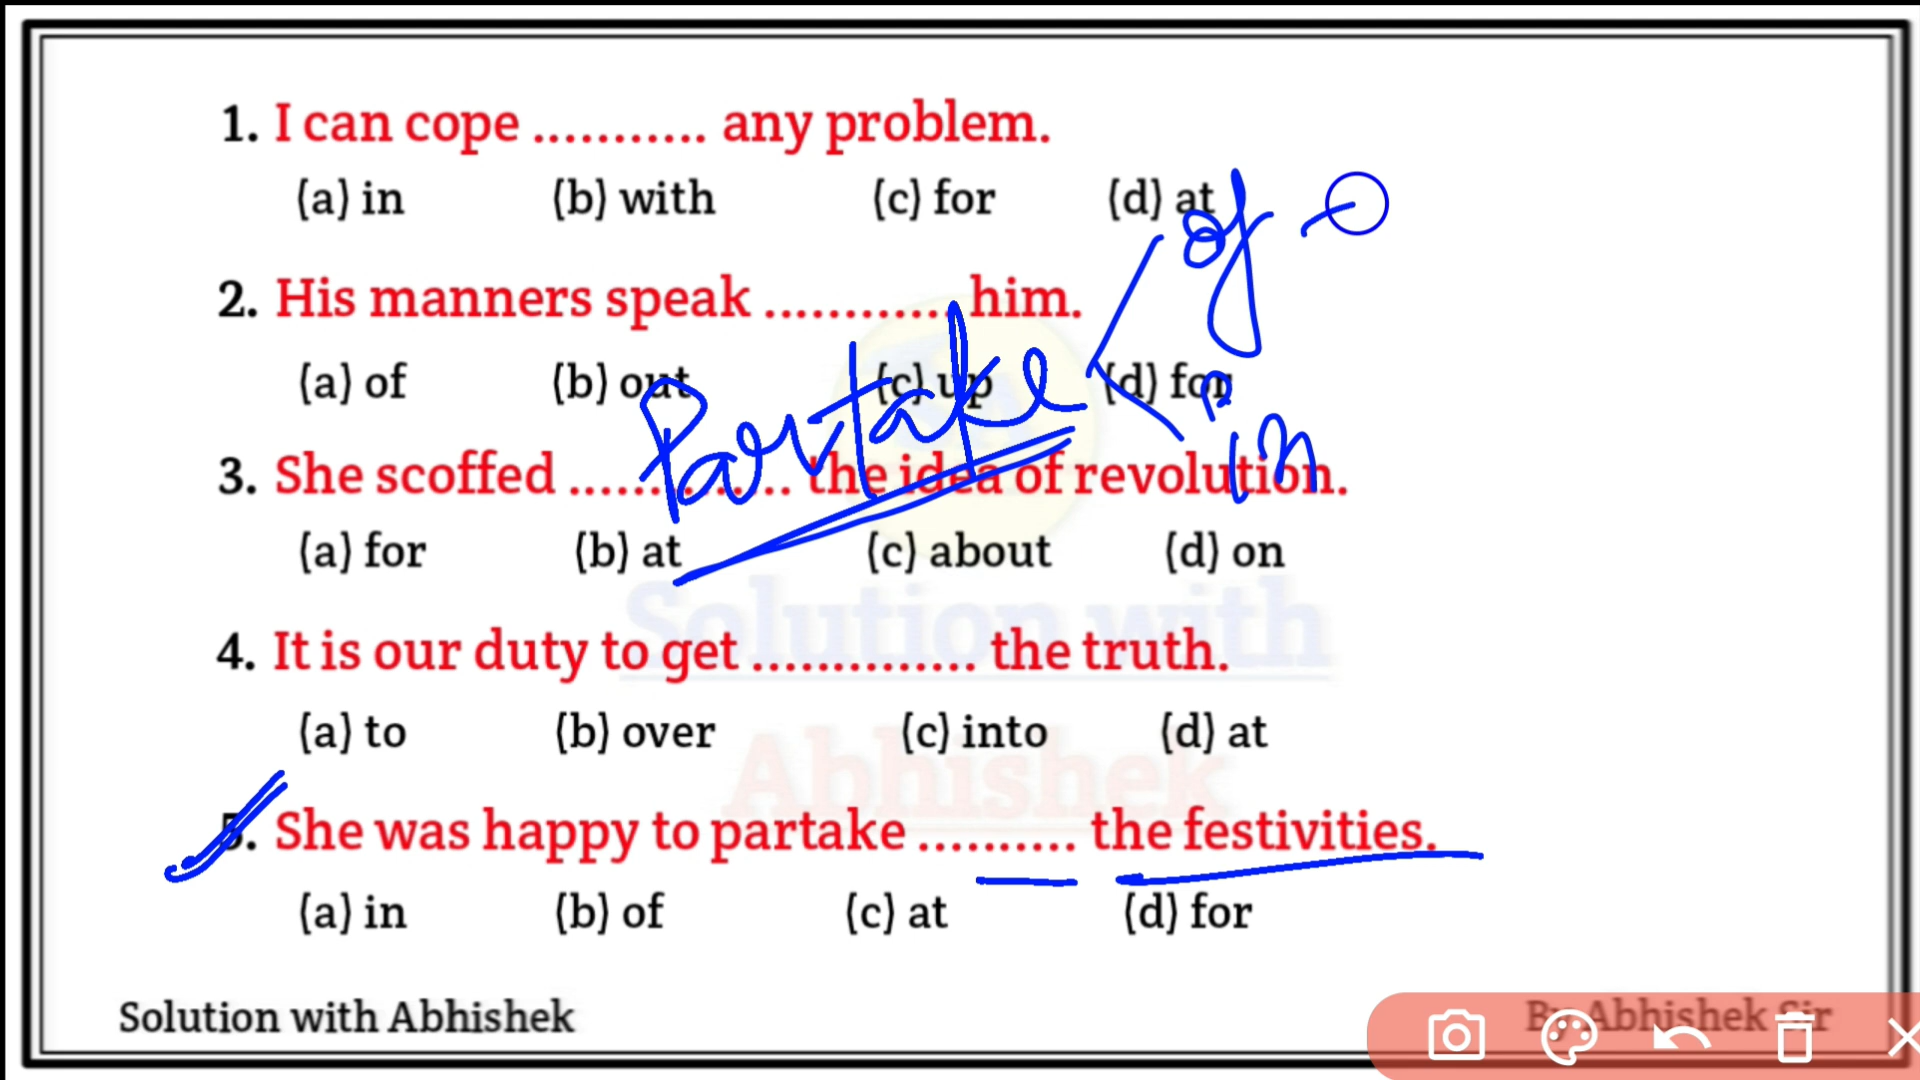 1. I can cope ........... any problem.
(a) in (b) with (c) for (d) at
of
2. His manners speak ............ him.
(a) of (b) out (c) up (d) for
Partake
in
3. She scoffed .............. the idea of revolution.
(a) for (b) at (c) about (d) on
Solution with
4. It is our duty to get .............. the truth.
(a) to (b) over (c) into (d) at
Abhishek
5. She was happy to partake .......... the festivities.
(a) in (b) of (c) at (d) for
Solution with Abhishek By Abhishek Sir